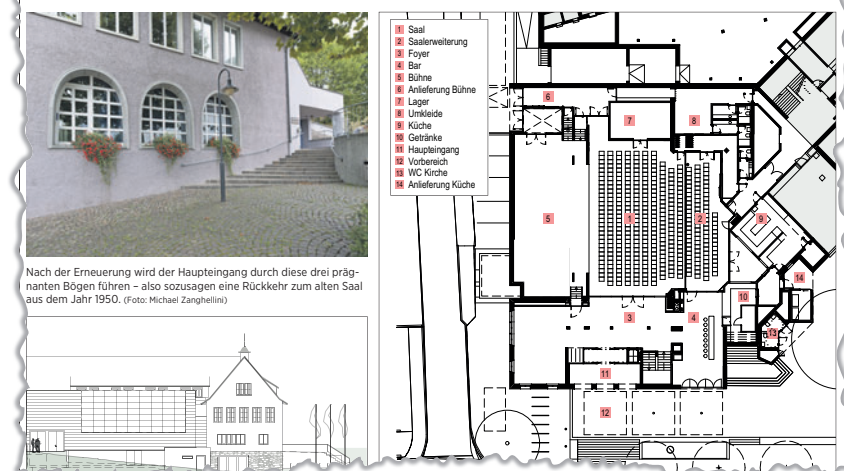 Nach der Erneuerung wird der Haupteingang durch diese drei präg-
nanten Bögen führen – also sozusagen eine Rückkehr zum alten Saal
aus dem Jahr 1950. (Foto: Michael Zanghellini)
1 Saal
2 Saalerweiterung
3 Foyer
4 Bar
5 Bühne
6 Anlieferung Bühne
7 Lager
8 Umkleide
9 Küche
10 Getränke
11 Haupteingang
12 Vorbereich
13 WC Kirche
14 Anlieferung Küche
6
7
8
5
1
2
9
14
10
3
4
13
11
12